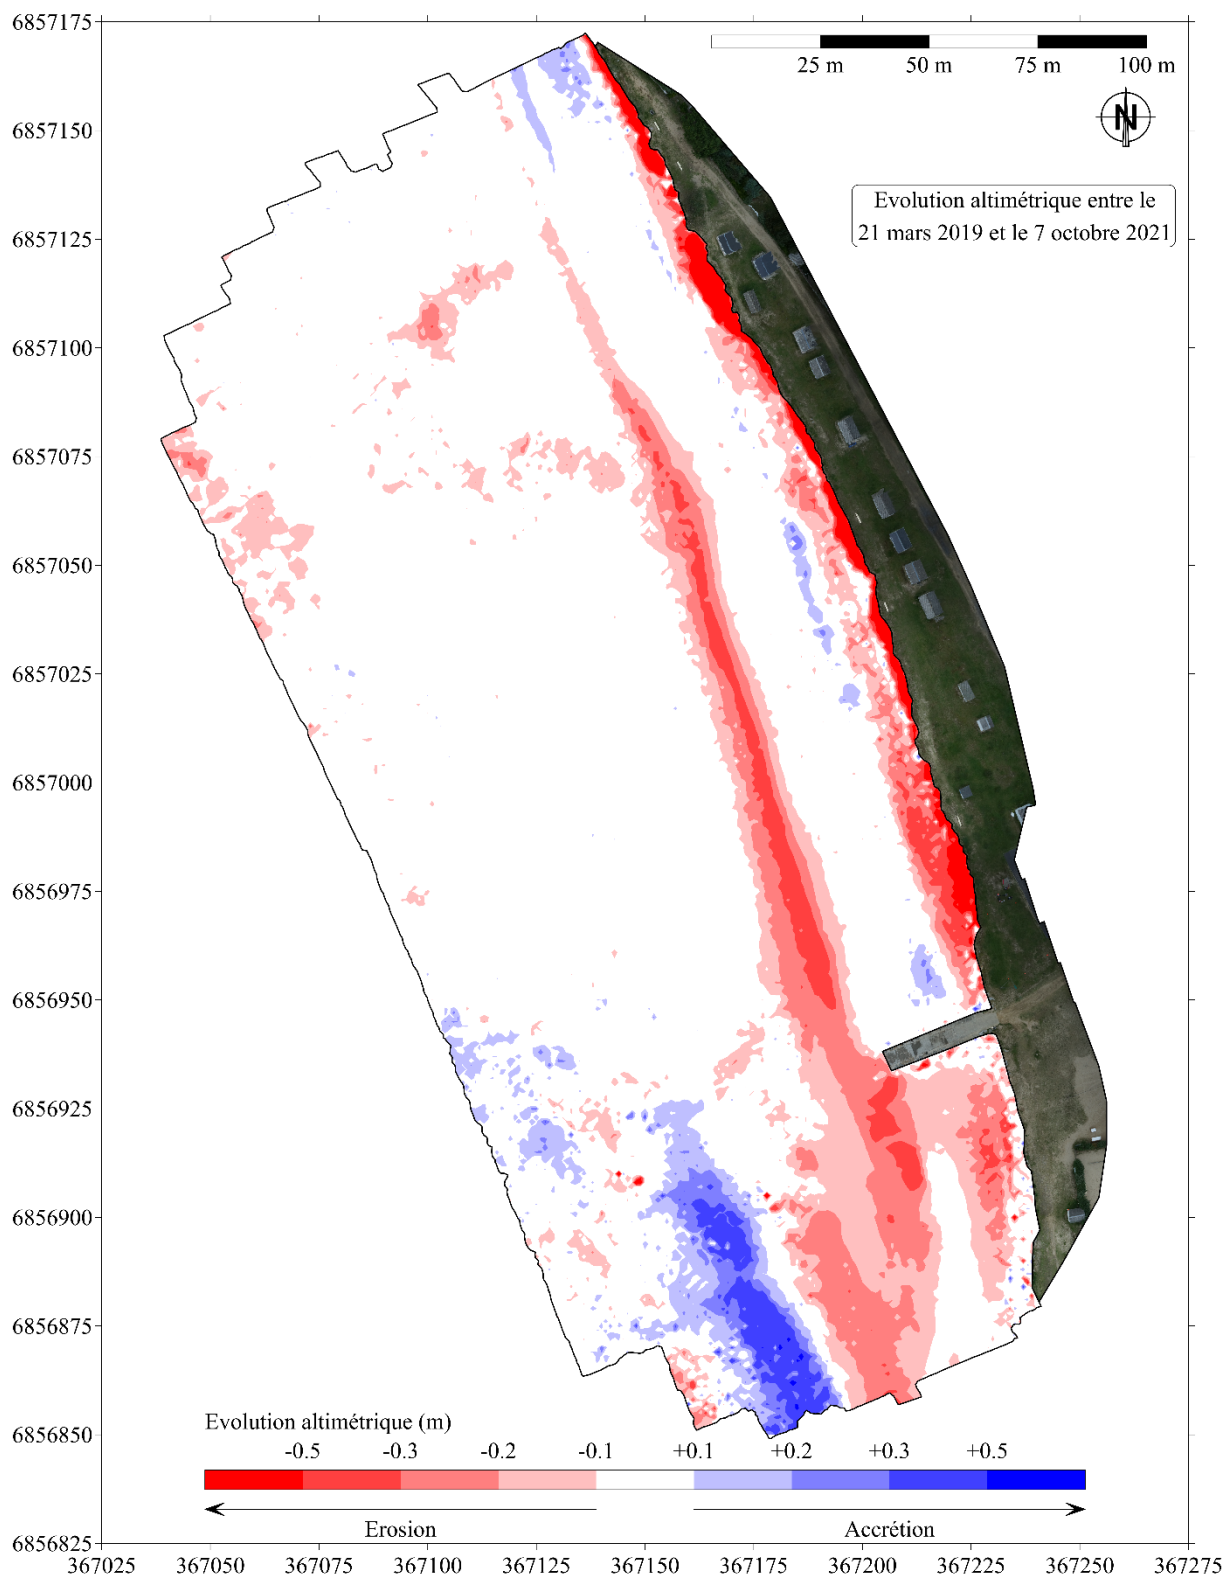 6857175
6857150
6857125
6857100
6857075
6857050
6857025
6857000
6856975
6856950
6856925
6856900
6856875
6856850
6856825
25 m 50 m 75 m 100 m
N
Evolution altimétrique entre le
21 mars 2019 et le 7 octobre 2021
Evolution altimétrique (m)
-0.5 -0.3 -0.2 -0.1 +0.1 +0.2 +0.3 +0.5
Erosion Accrétion
367025 367050 367075 367100 367125 367150 367175 367200 367225 367250 367275